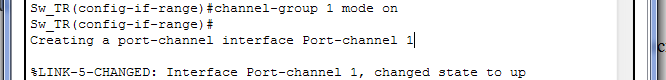 Sw_TR(config-if-range)#channel-group 1 mode on
Sw_TR(config-if-range)#
Creating a port-channel interface Port-channel 1
%LINK-5-CHANGED: Interface Port-channel 1, changed state to up